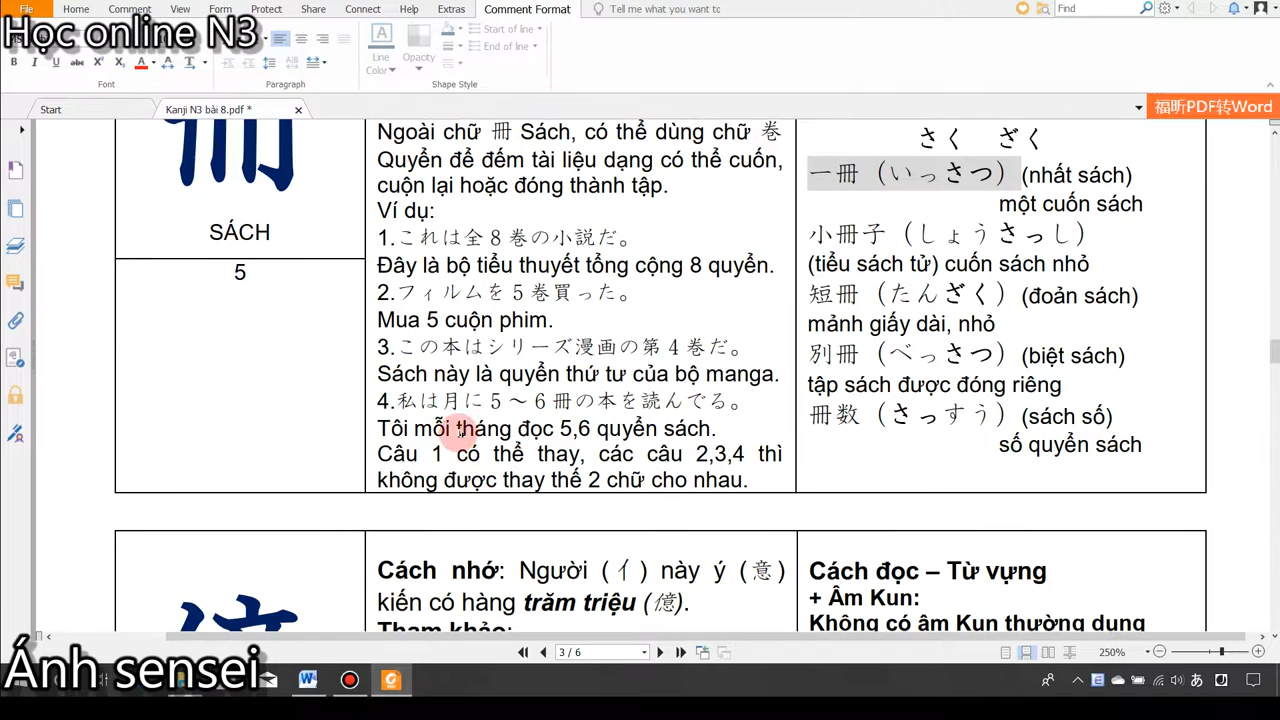 File Home Comment View Form Protect Share Connect Help Extras Comment Format Tell me what you want to Find
Học online N3
Line Color
Opacity
Start of line
End of line
Font Paragraph Shape Style
Start Kanji N3 bài 8.pdf * 福昕PDF转Word
冊
SÁCH
5
Ngoài chữ 冊 Sách, có thể dùng chữ 巻
Quyển để đếm tài liệu dạng có thể cuốn,
cuộn lại hoặc đóng thành tập.
Ví dụ:
1.これは全８巻の小説だ。
Đây là bộ tiểu thuyết tổng cộng 8 quyển.
2.フィルムを５巻買った。
Mua 5 cuộn phim.
3.この本はシリーズ漫画の第４巻だ。
Sách này là quyển thứ tư của bộ manga.
4.私は月に５～６冊の本を読んでる。
Tôi mỗi tháng đọc 5,6 quyển sách.
Câu 1 có thể thay, các câu 2,3,4 thì
không được thay thế 2 chữ cho nhau.
さく ざく
一冊（いっさつ）(nhất sách)
một cuốn sách
小冊子（しょうさっし）
(tiểu sách tử) cuốn sách nhỏ
短冊（たんざく）(đoản sách)
mảnh giấy dài, nhỏ
別冊（べっさつ）(biệt sách)
tập sách được đóng riêng
冊数（さっすう）(sách số)
số quyển sách
Cách nhớ: Người (亻) này ý (意)
kiến có hàng trăm triệu (億).
Tham khảo:
Cách đọc – Từ vựng
+ Âm Kun:
Không có âm Kun thường dụng
3 / 6 250%
Ánh sensei
あ